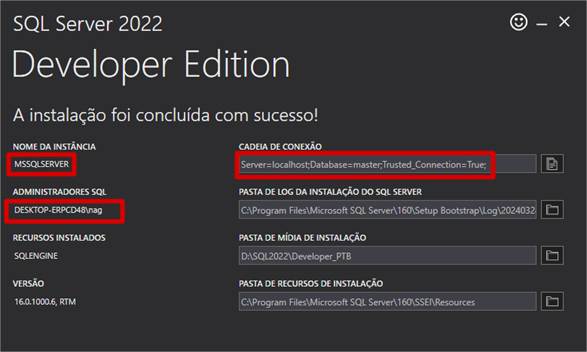 SQL Server 2022
Developer Edition
A instalação foi concluída com sucesso!
NOME DA INSTÂNCIA
MSSQLSERVER
CADEIA DE CONEXÃO
Server=localhost;Database=master;Trusted_Connection=True;
ADMINISTRADORES SQL
DESKTOP-ERPCD48\nag
PASTA DE LOG DA INSTALAÇÃO DO SQL SERVER
C:\Program Files\Microsoft SQL Server\160\Setup Bootstrap\Log\2024032
RECURSOS INSTALADOS
SQLENGINE
PASTA DE MÍDIA DE INSTALAÇÃO
D:\SQL2022\Developer_PTB
VERSÃO
16.0.1000.6, RTM
PASTA DE RECURSOS DE INSTALAÇÃO
C:\Program Files\Microsoft SQL Server\160\SSEI\Resources